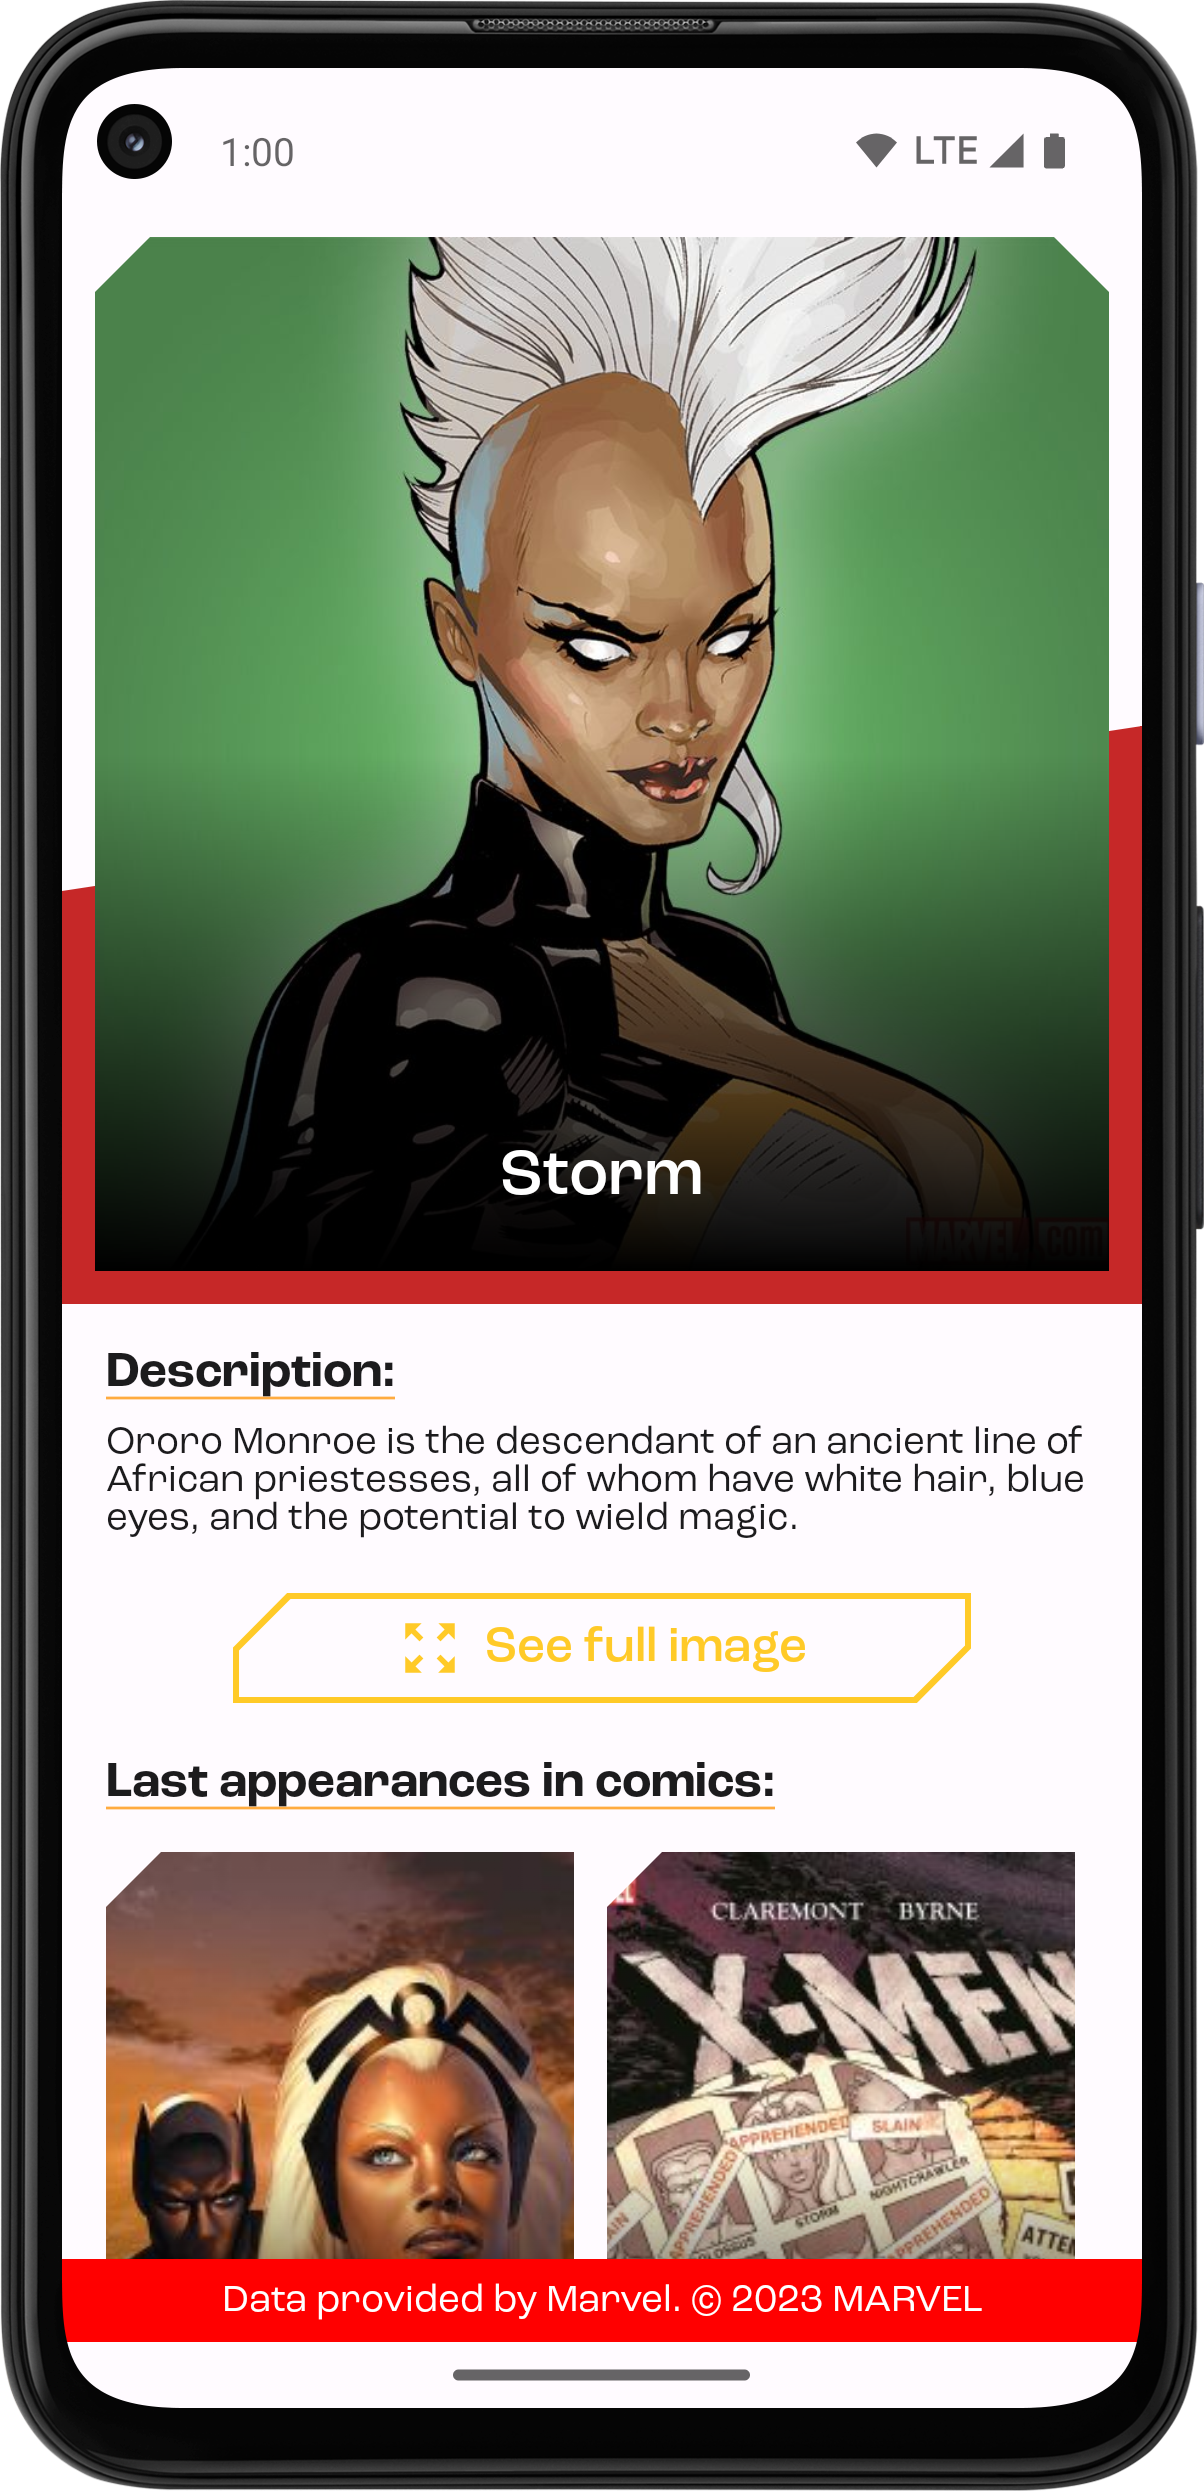 1:00 LTE
Storm
MARVEL.COM
Description:
Ororo Monroe is the descendant of an ancient line of
African priestesses, all of whom have white hair, blue
eyes, and the potential to wield magic.
See full image
Last appearances in comics:
CLAREMONT BYRNE
X-MEN
APPREHENDED
SLAIN
APPREHENDED
STORM
NIGHTCRAWLER
APPREHENDED
Data provided by Marvel. © 2023 MARVEL